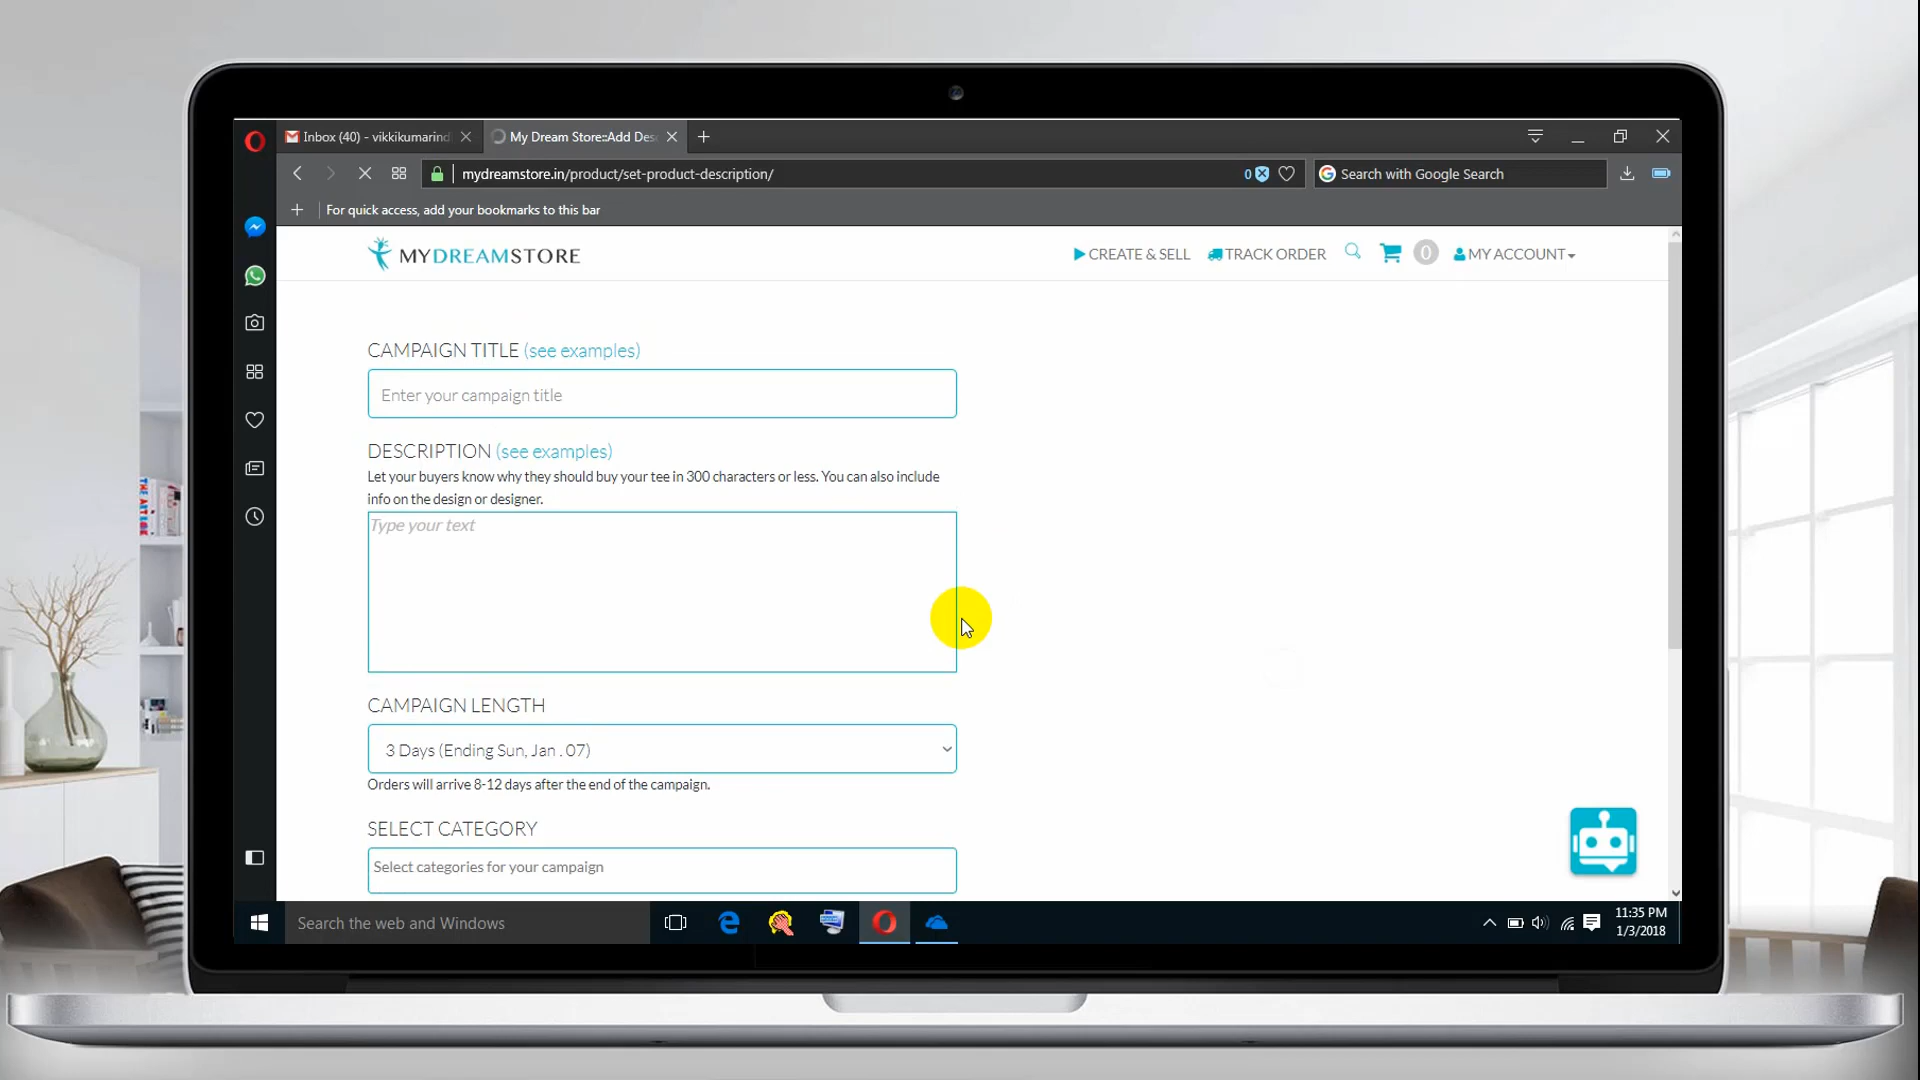 Inbox (40) - vikkikumarind
My Dream Store::Add Des
mydreamstore.in/product/set-product-description/
0
Search with Google Search
For quick access, add your bookmarks to this bar
MYDREAMSTORE
CREATE & SELL
TRACK ORDER
0
MY ACCOUNT
CAMPAIGN TITLE (see examples)
Enter your campaign title
DESCRIPTION (see examples)
Let your buyers know why they should buy your tee in 300 characters or less. You can also include
info on the design or designer.
Type your text
CAMPAIGN LENGTH
3 Days (Ending Sun, Jan . 07)
Orders will arrive 8-12 days after the end of the campaign.
SELECT CATEGORY
Select categories for your campaign
Search the web and Windows
11:35 PM
1/3/2018